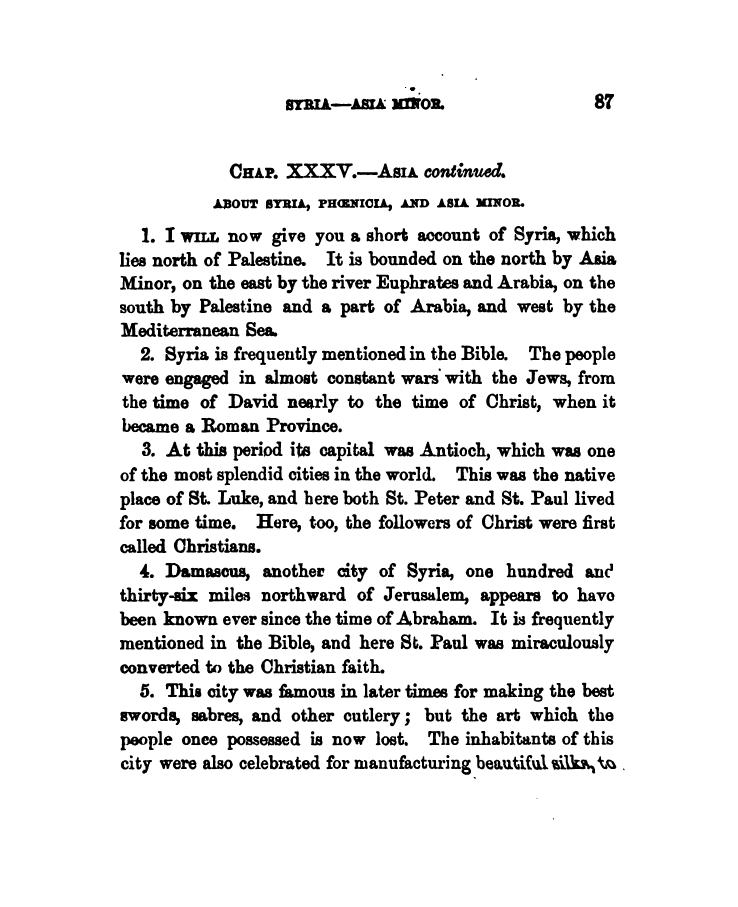 SYRIA—ASIA MINOR. 87
CHAP. XXXV.—ASIA continued.
ABOUT SYRIA, PHŒNICIA, AND ASIA MINOR.
1. I WILL now give you a short account of Syria, which
lies north of Palestine. It is bounded on the north by Asia
Minor, on the east by the river Euphrates and Arabia, on the
south by Palestine and a part of Arabia, and west by the
Mediterranean Sea.
2. Syria is frequently mentioned in the Bible. The people
were engaged in almost constant wars with the Jews, from
the time of David nearly to the time of Christ, when it
became a Roman Province.
3. At this period its capital was Antioch, which was one
of the most splendid cities in the world. This was the native
place of St. Luke, and here both St. Peter and St. Paul lived
for some time. Here, too, the followers of Christ were first
called Christians.
4. Damascus, another city of Syria, one hundred and
thirty-six miles northward of Jerusalem, appears to have
been known ever since the time of Abraham. It is frequently
mentioned in the Bible, and here St. Paul was miraculously
converted to the Christian faith.
5. This city was famous in later times for making the best
swords, sabres, and other cutlery; but the art which the
people once possessed is now lost. The inhabitants of this
city were also celebrated for manufacturing beautiful silks, to